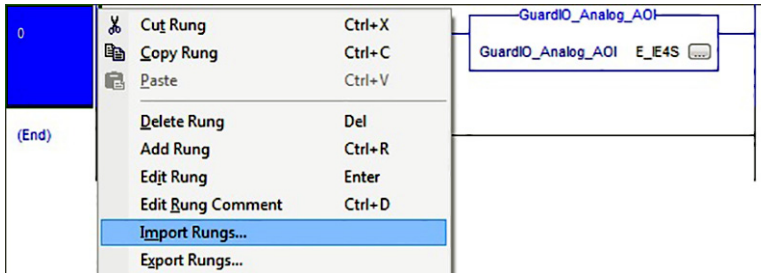 0
Cut Rung Ctrl+X
Copy Rung Ctrl+C
Paste Ctrl+V
Delete Rung Del
Add Rung Ctrl+R
Edit Rung Enter
Edit Rung Comment Ctrl+D
Import Rungs...
Export Rungs...
GuardIO_Analog_AOI
GuardIO_Analog_AOI E_IE4S ...
(End)